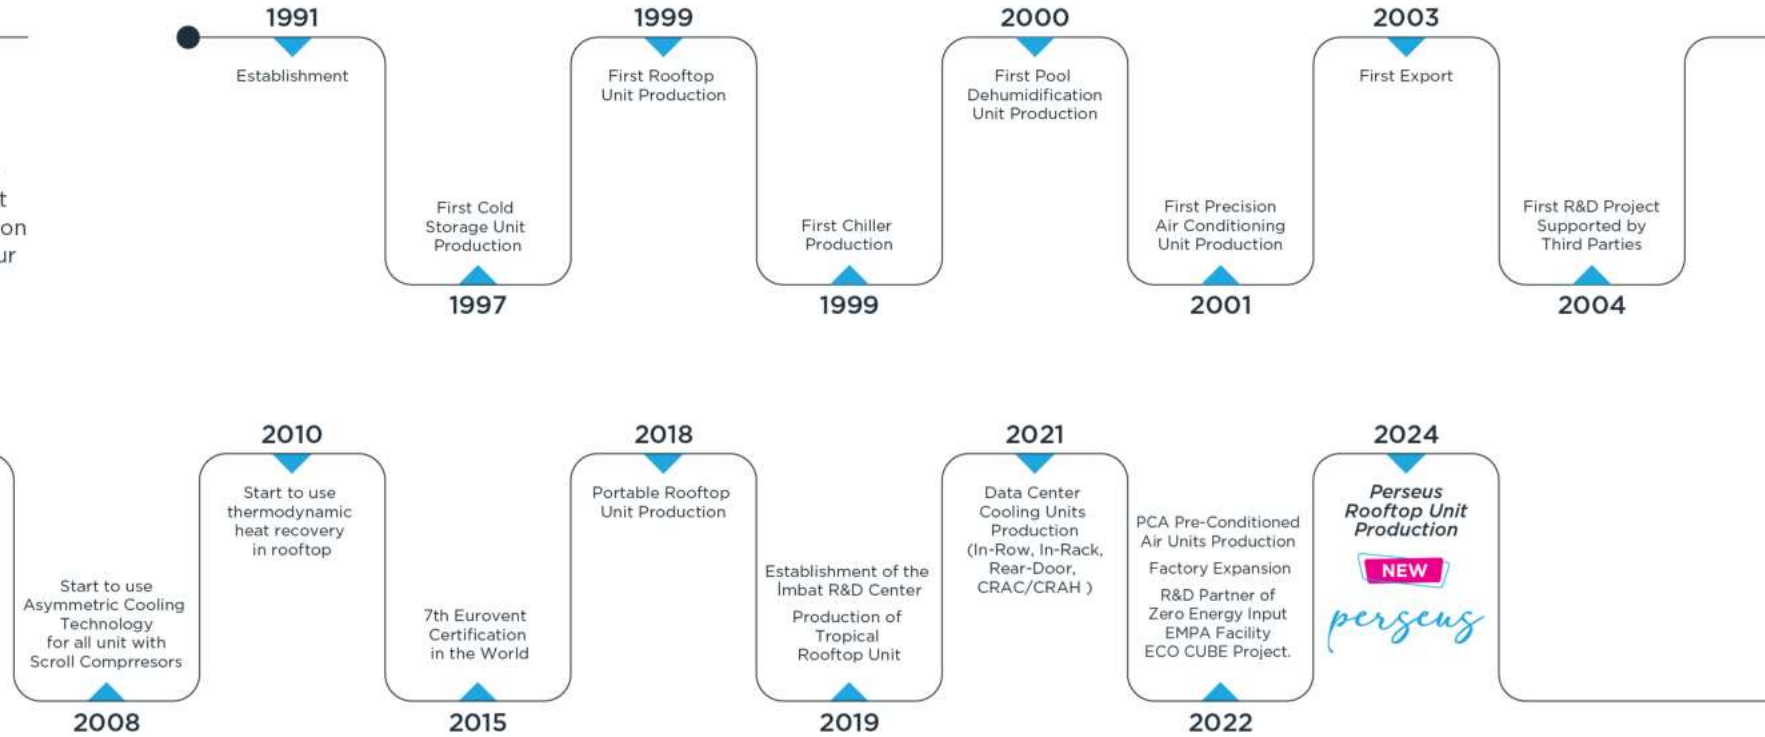 t
on
ur
1991
Establishment
First Cold
Storage Unit
Production
1997
1999
First Rooftop
Unit Production
First Chiller
Production
1999
2000
First Pool
Dehumidification
Unit Production
First Precision
Air Conditioning
Unit Production
2001
2003
First Export
First R&D Project
Supported by
Third Parties
2004
Start to use
Asymmetric Cooling
Technology
for all unit with
Scroll Comprresors
2008
2010
Start to use
thermodynamic
heat recovery
in rooftop
7th Eurovent
Certification
in the World
2015
2018
Portable Rooftop
Unit Production
Establishment of the
İmbat R&D Center
Production of
Tropical
Rooftop Unit
2019
2021
Data Center
Cooling Units
Production
(In-Row, In-Rack,
Rear-Door,
CRAC/CRAH )
PCA Pre-Conditioned
Air Units Production
Factory Expansion
R&D Partner of
Zero Energy Input
EMPA Facility
ECO CUBE Project.
2022
2024
Perseus
Rooftop Unit
Production
NEW
perseus